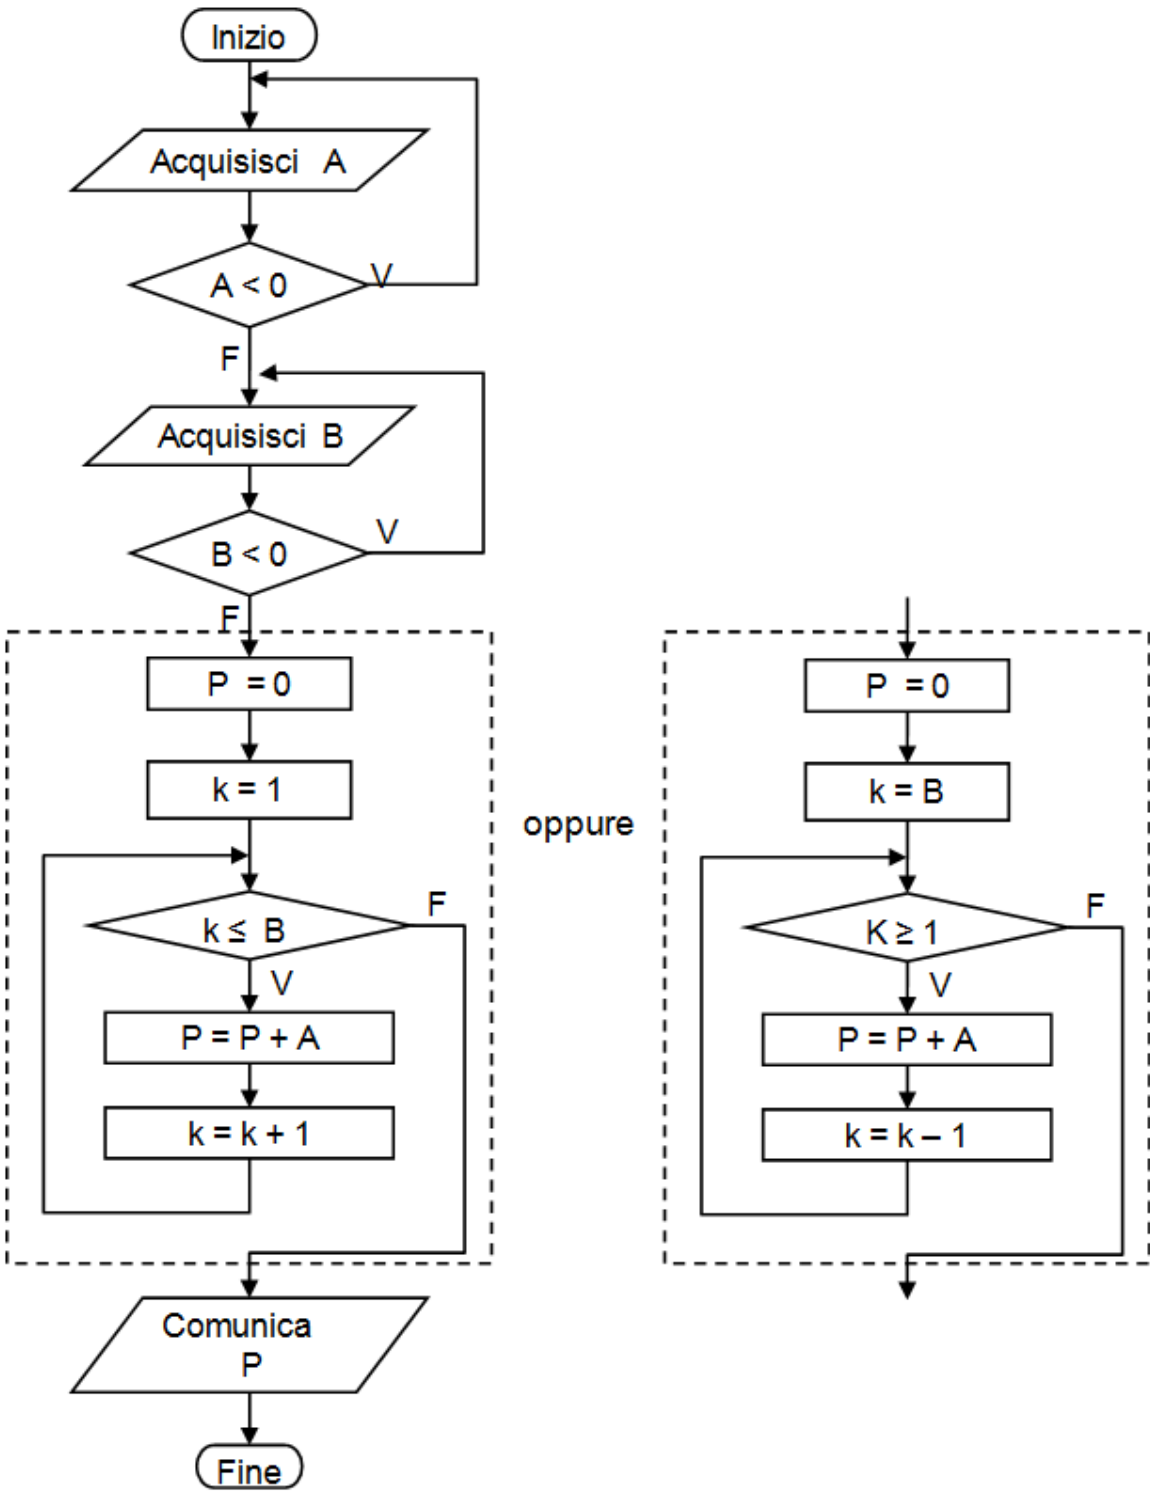 Inizio
Acquisisci A
A < 0
V
F
Acquisisci B
B < 0
V
F
P = 0
k = 1
k ≤ B
F
V
P = P + A
k = k + 1
oppure
P = 0
k = B
K ≥ 1
F
V
P = P + A
k = k – 1
Comunica
P
Fine